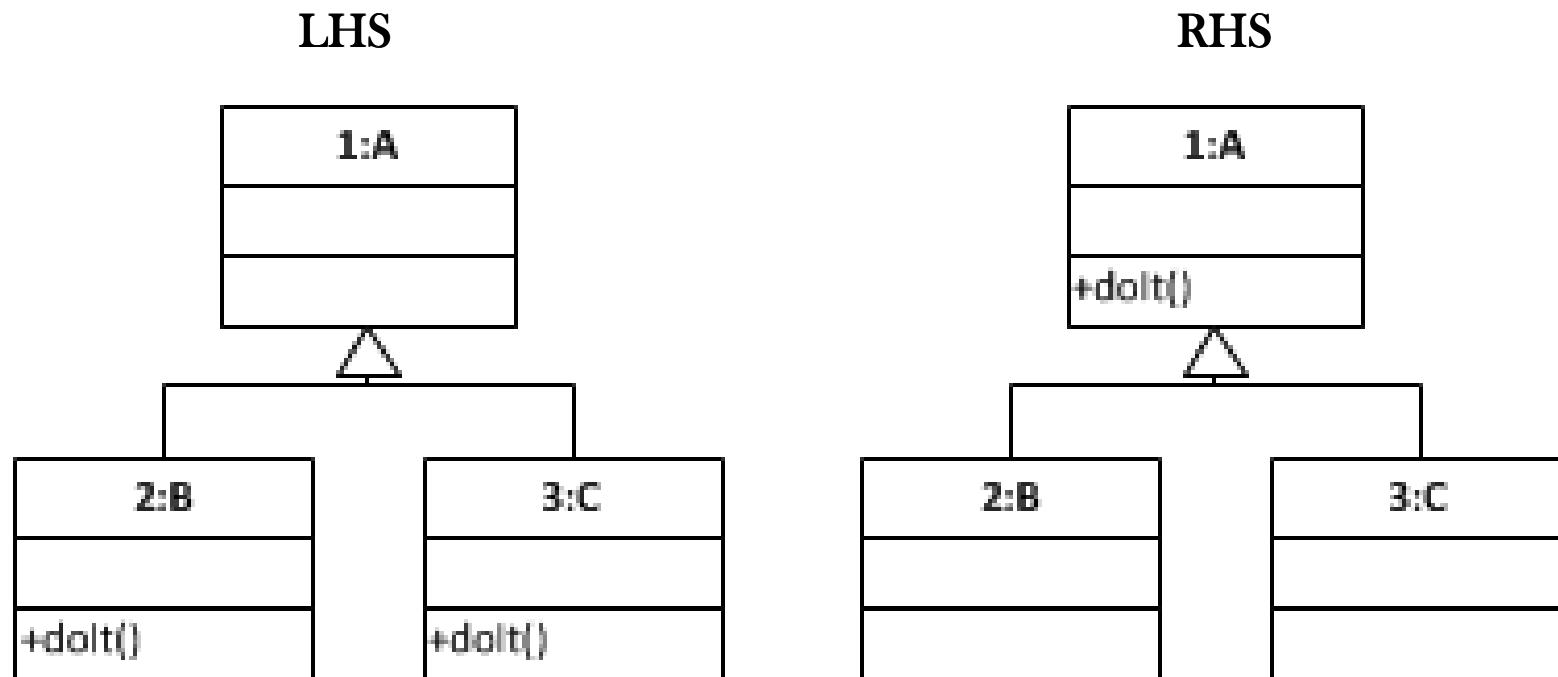 LHS RHS
1:A 1:A
+doIt()
2:B 3:C 2:B 3:C
+doIt() +doIt()